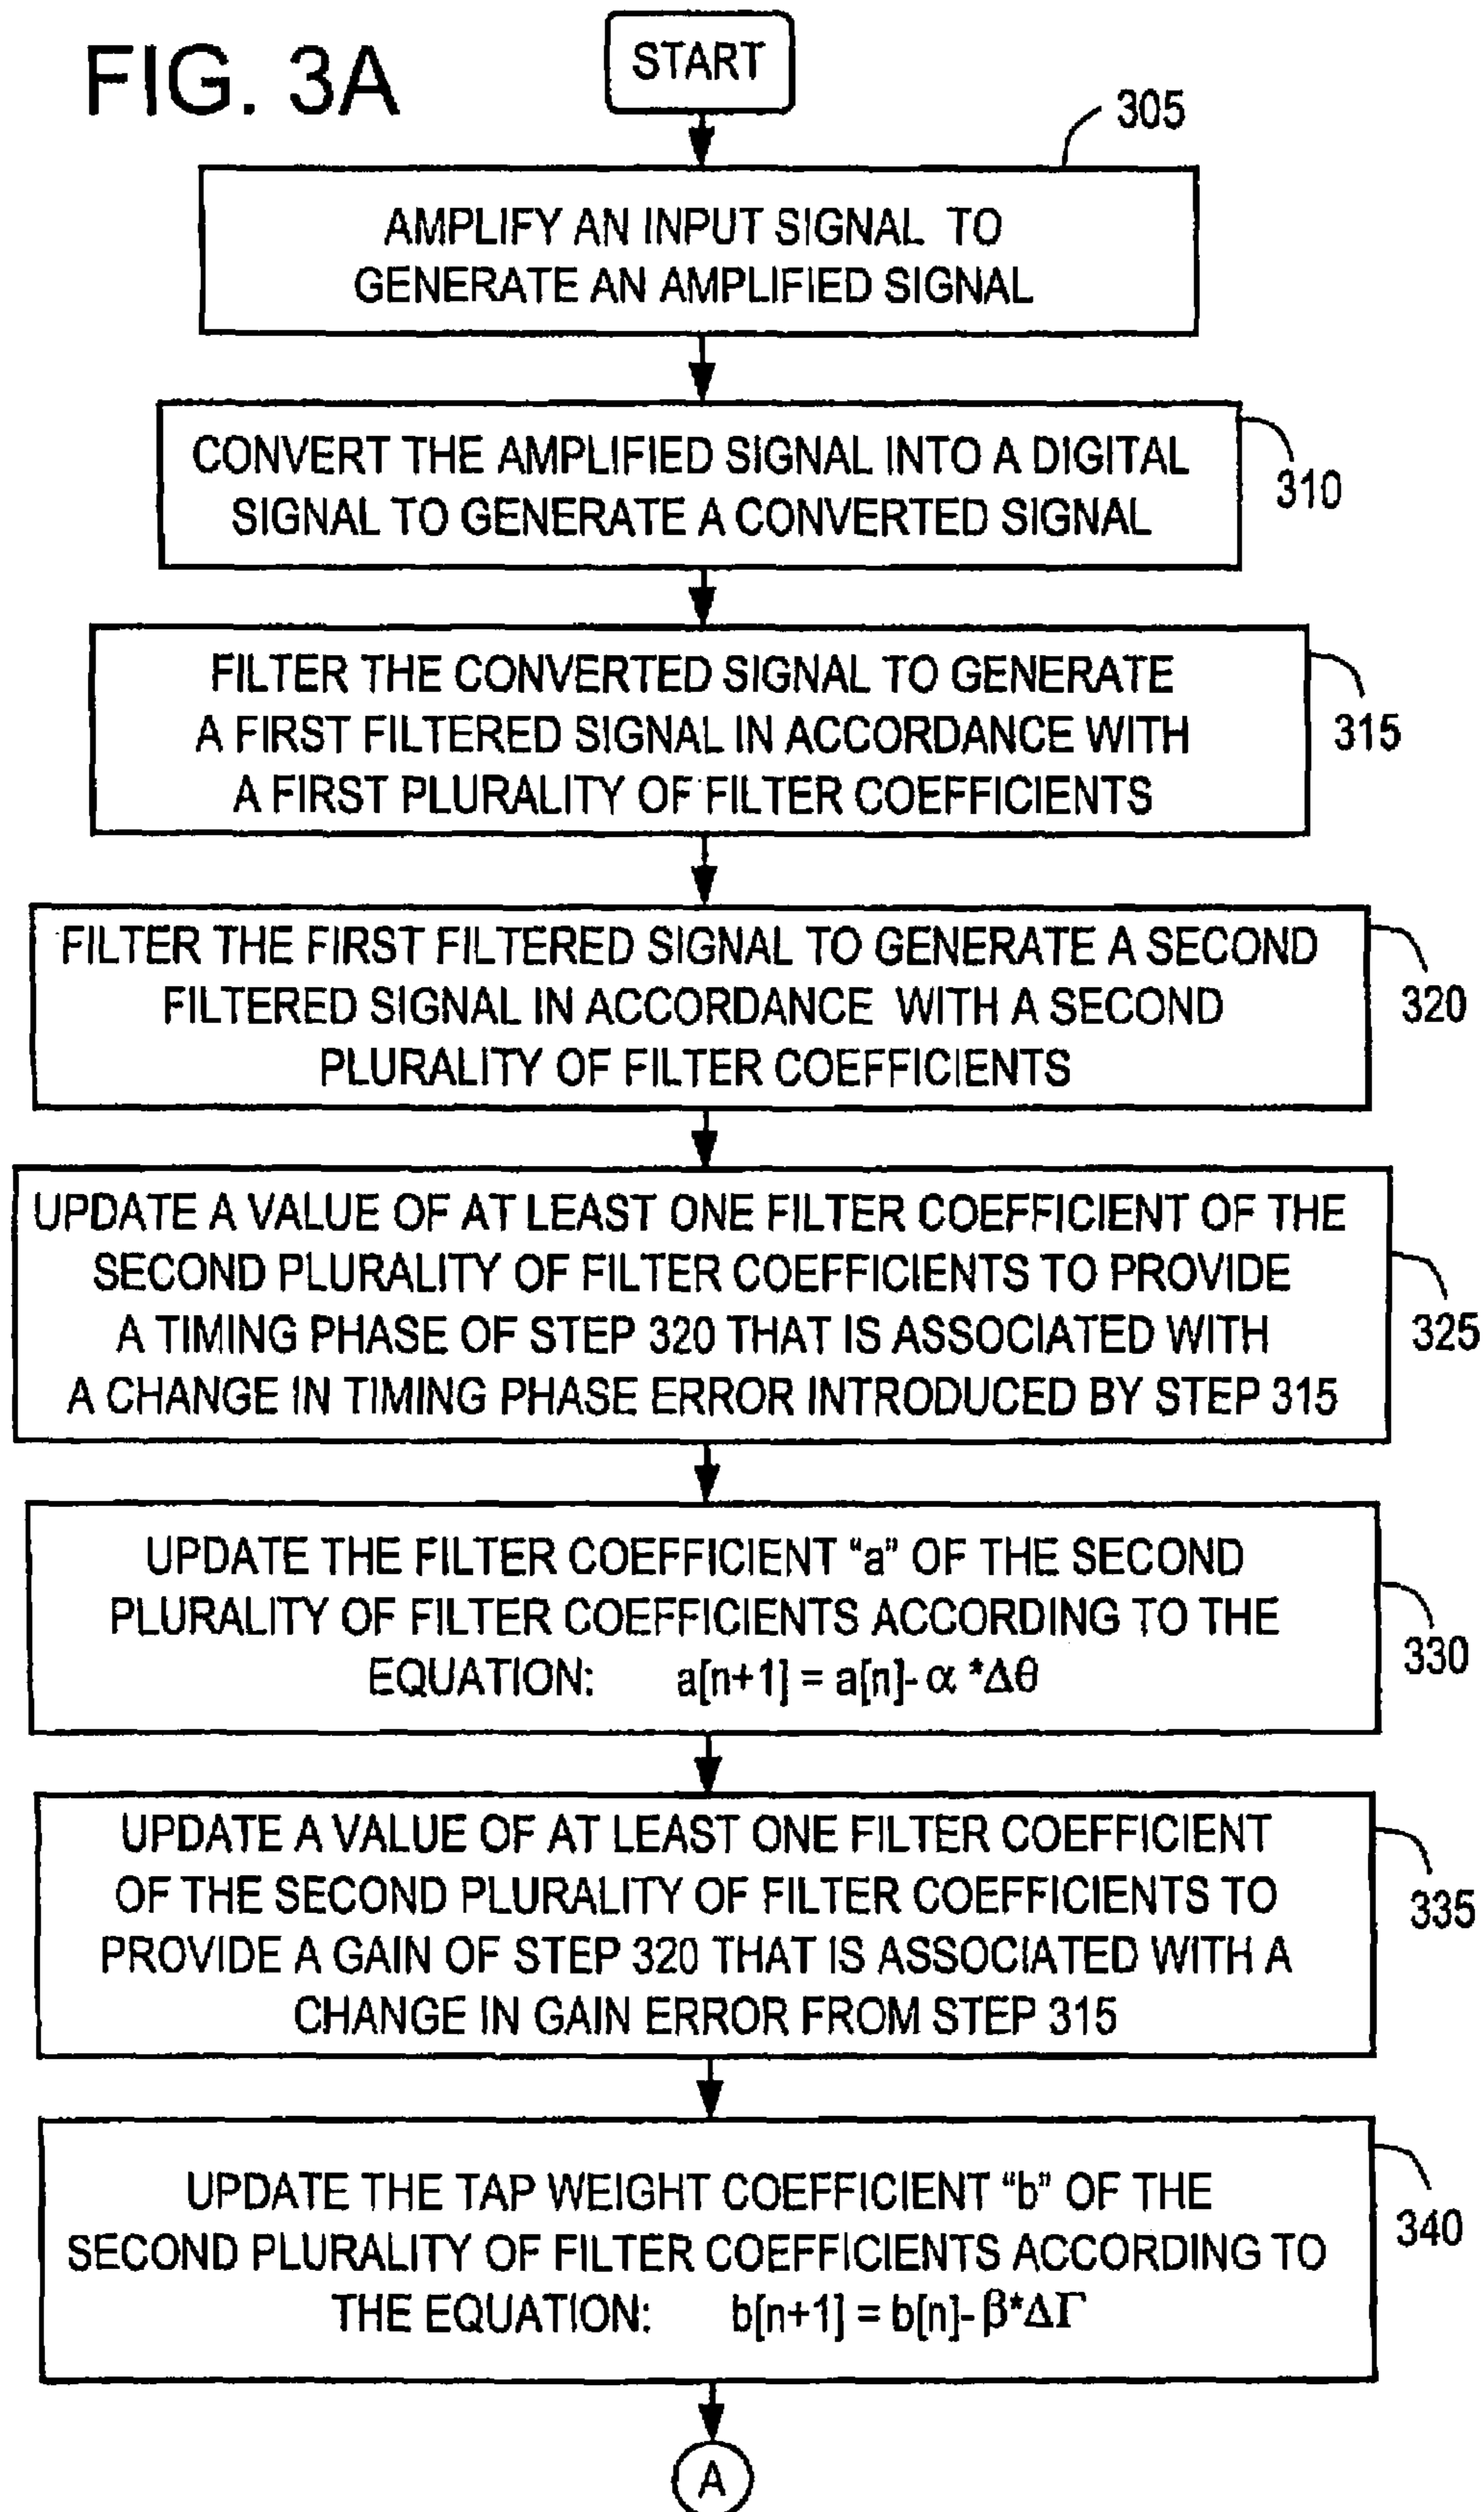 FIG. 3A
START
305
AMPLIFY AN INPUT SIGNAL TO
GENERATE AN AMPLIFIED SIGNAL
CONVERT THE AMPLIFIED SIGNAL INTO A DIGITAL
SIGNAL TO GENERATE A CONVERTED SIGNAL
310
FILTER THE CONVERTED SIGNAL TO GENERATE
A FIRST FILTERED SIGNAL IN ACCORDANCE WITH
A FIRST PLURALITY OF FILTER COEFFICIENTS
315
FILTER THE FIRST FILTERED SIGNAL TO GENERATE A SECOND
FILTERED SIGNAL IN ACCORDANCE WITH A SECOND
PLURALITY OF FILTER COEFFICIENTS
320
UPDATE A VALUE OF AT LEAST ONE FILTER COEFFICIENT OF THE
SECOND PLURALITY OF FILTER COEFFICIENTS TO PROVIDE
A TIMING PHASE OF STEP 320 THAT IS ASSOCIATED WITH
A CHANGE IN TIMING PHASE ERROR INTRODUCED BY STEP 315
325
UPDATE THE FILTER COEFFICIENT "a" OF THE SECOND
PLURALITY OF FILTER COEFFICIENTS ACCORDING TO THE
EQUATION: a[n+1] = a[n]- α *Δθ
330
UPDATE A VALUE OF AT LEAST ONE FILTER COEFFICIENT
OF THE SECOND PLURALITY OF FILTER COEFFICIENTS TO
PROVIDE A GAIN OF STEP 320 THAT IS ASSOCIATED WITH A
CHANGE IN GAIN ERROR FROM STEP 315
335
UPDATE THE TAP WEIGHT COEFFICIENT "b" OF THE
SECOND PLURALITY OF FILTER COEFFICIENTS ACCORDING TO
THE EQUATION: b[n+1] = b[n]- β*ΔΓ
340
A